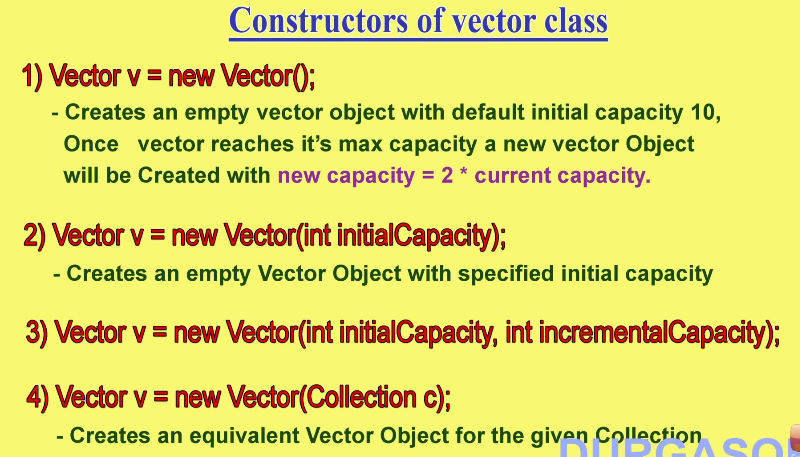 Constructors of vector class
1) Vector v = new Vector();
- Creates an empty vector object with default initial capacity 10,
Once vector reaches it's max capacity a new vector Object
will be Created with new capacity = 2 * current capacity.
2) Vector v = new Vector(int initialCapacity);
- Creates an empty Vector Object with specified initial capacity
3) Vector v = new Vector(int initialCapacity, int incrementalCapacity);
4) Vector v = new Vector(Collection c);
- Creates an equivalent Vector Object for the given Collection